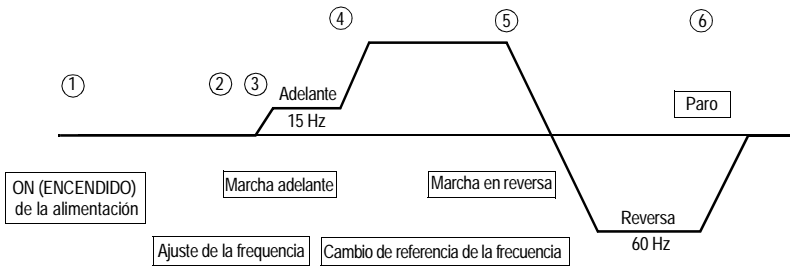 ① ② ③ ④ ⑤ ⑥
Adelante
15 Hz
Paro
ON (ENCENDIDO)
de la alimentación
Marcha adelante
Marcha en reversa
Reversa
60 Hz
Ajuste de la frequencia
Cambio de referencia de la frecuencia